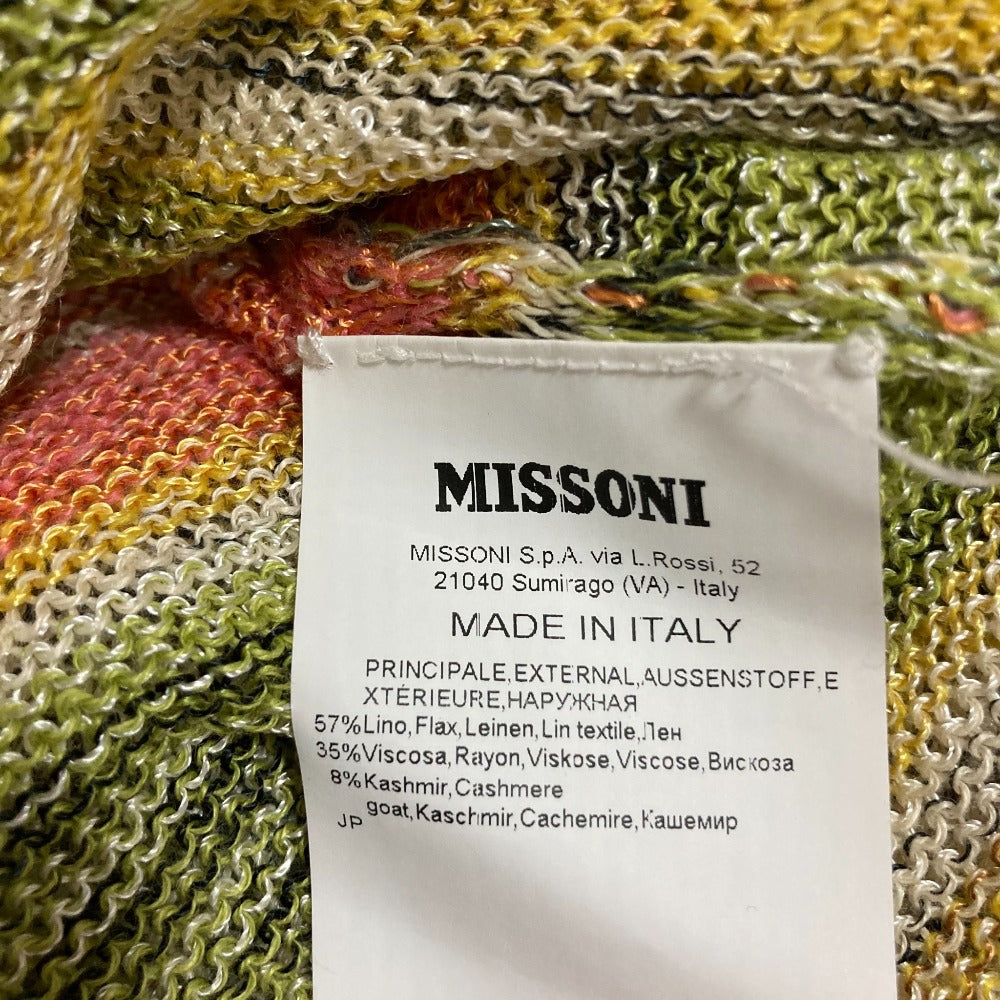 MISSONI
MISSONI S.p.A. via L.Rossi, 52
21040 Sumirago (VA) - Italy
MADE IN ITALY
PRINCIPALE,EXTERNAL,AUSSENSTOFF,E
XTÉRIEURE,НАРУЖНАЯ
57%Lino,Flax,Leinen,Lin textile,Лен
35%Viscosa,Rayon,Viskose,Viscose,Вискоза
8%Kashmir,Cashmere
JP goat,Kaschmir,Cachemire,Кашемир